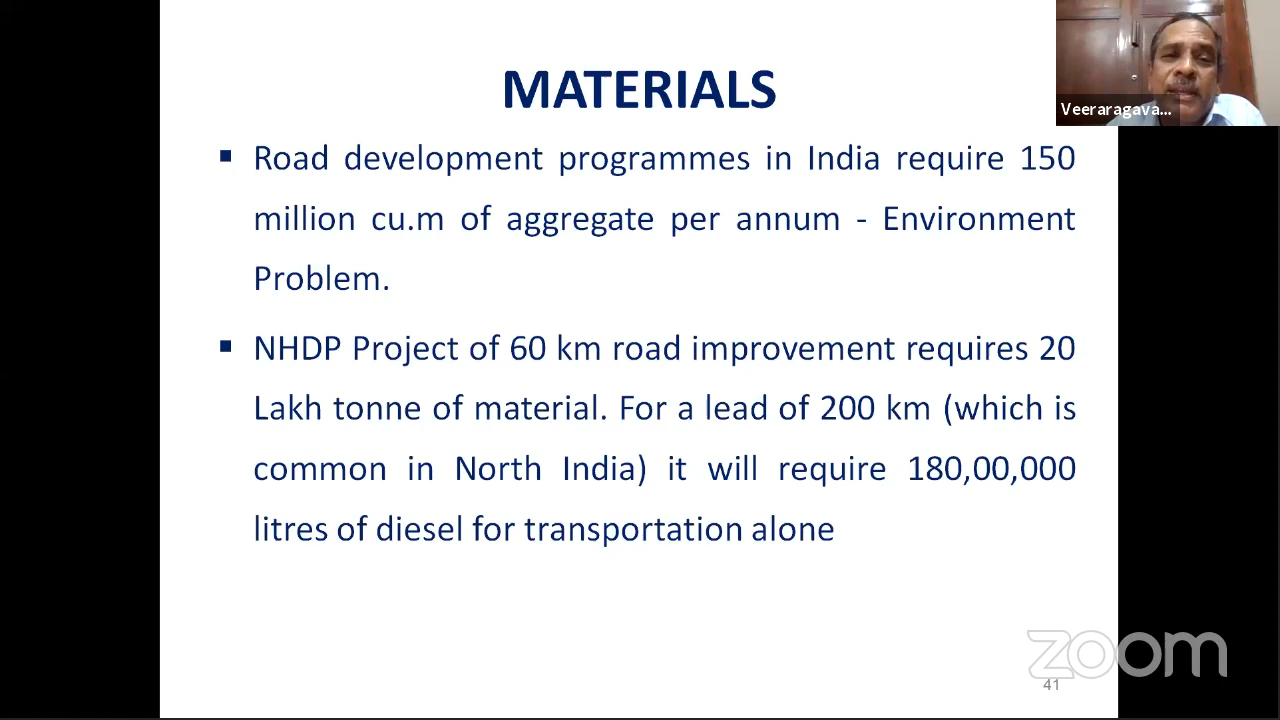 MATERIALS
Veeraragava...
▪ Road development programmes in India require 150
million cu.m of aggregate per annum - Environment
Problem.
▪ NHDP Project of 60 km road improvement requires 20
Lakh tonne of material. For a lead of 200 km (which is
common in North India) it will require 180,00,000
litres of diesel for transportation alone
zoom
41